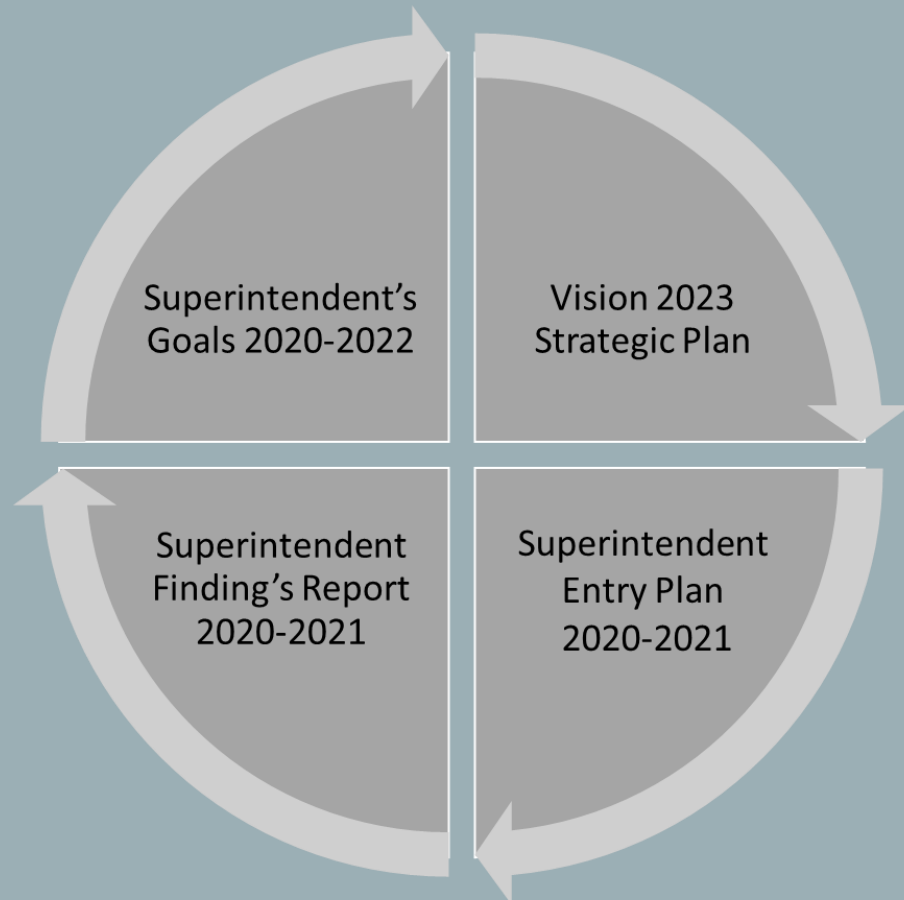 Superintendent’s
Goals 2020-2022
Vision 2023
Strategic Plan
Superintendent
Finding’s Report
2020-2021
Superintendent
Entry Plan
2020-2021